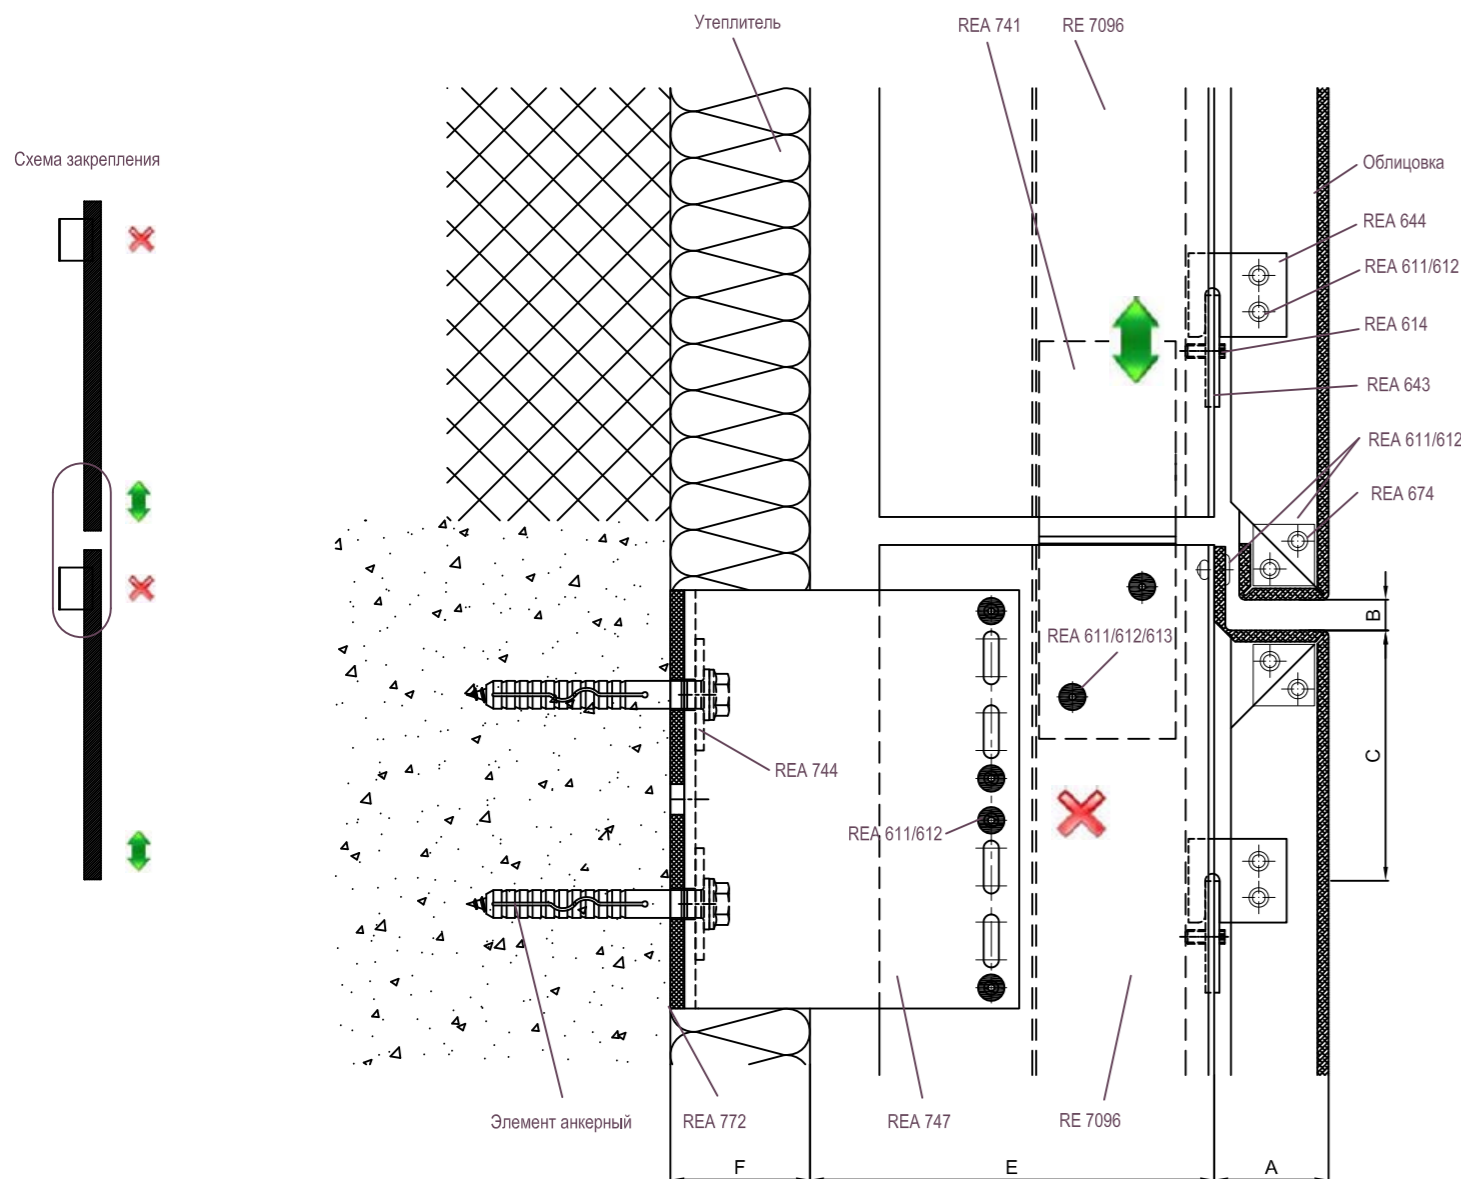 Утеплитель
REA 741
RE 7096
Схема закрепления
Облицовка
REA 644
REA 611/612
REA 614
REA 643
REA 611/612
REA 674
B
REA 611/612/613
C
REA 744
REA 611/612
Элемент анкерный
REA 772
REA 747
RE 7096
F
E
A